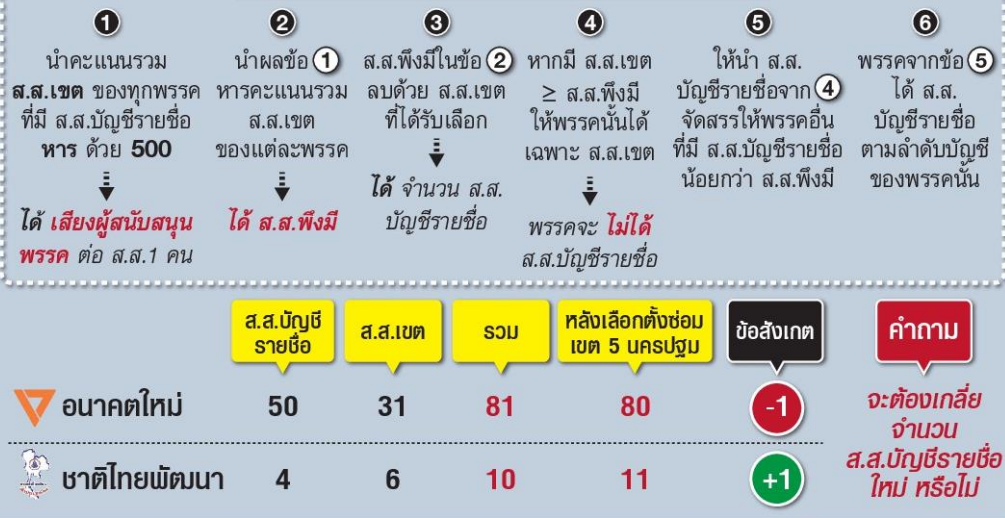 1
นำคะแนนรวม
ส.ส.เขต ของทุกพรรค
ที่มี ส.ส.บัญชีรายชื่อ
หาร ด้วย 500
ได้ เสียงผู้สนับสนุน
พรรค ต่อ ส.ส.1 คน
2
นำผลข้อ 1
หารคะแนนรวม
ส.ส.เขต
ของแต่ละพรรค
ได้ ส.ส.พึงมี
3
ส.ส.พึงมีในข้อ 2
ลบด้วย ส.ส.เขต
ที่ได้รับเลือก
ได้ จำนวน ส.ส.
บัญชีรายชื่อ
4
หากมี ส.ส.เขต
≥ ส.ส.พึงมี
ให้พรรคนั้นได้
เฉพาะ ส.ส.เขต
พรรคจะ ไม่ได้
ส.ส.บัญชีรายชื่อ
5
ให้นำ ส.ส.
บัญชีรายชื่อจาก 4
จัดสรรให้พรรคอื่น
ที่มี ส.ส.บัญชีรายชื่อ
น้อยกว่า ส.ส.พึงมี
6
พรรคจากข้อ 5
ได้ ส.ส.
บัญชีรายชื่อ
ตามลำดับบัญชี
ของพรรคนั้น
ส.ส.บัญชี
รายชื่อ
ส.ส.เขต
รวม
หลังเลือกตั้งซ่อม
เขต 5 นครปฐม
ข้อสังเกต
คำถาม
อนาคตใหม่ 50 31 81 80 -1
ชาติไทยพัฒนา 4 6 10 11 +1
จะต้องเกลี่ย
จำนวน
ส.ส.บัญชีรายชื่อ
ใหม่ หรือไม่